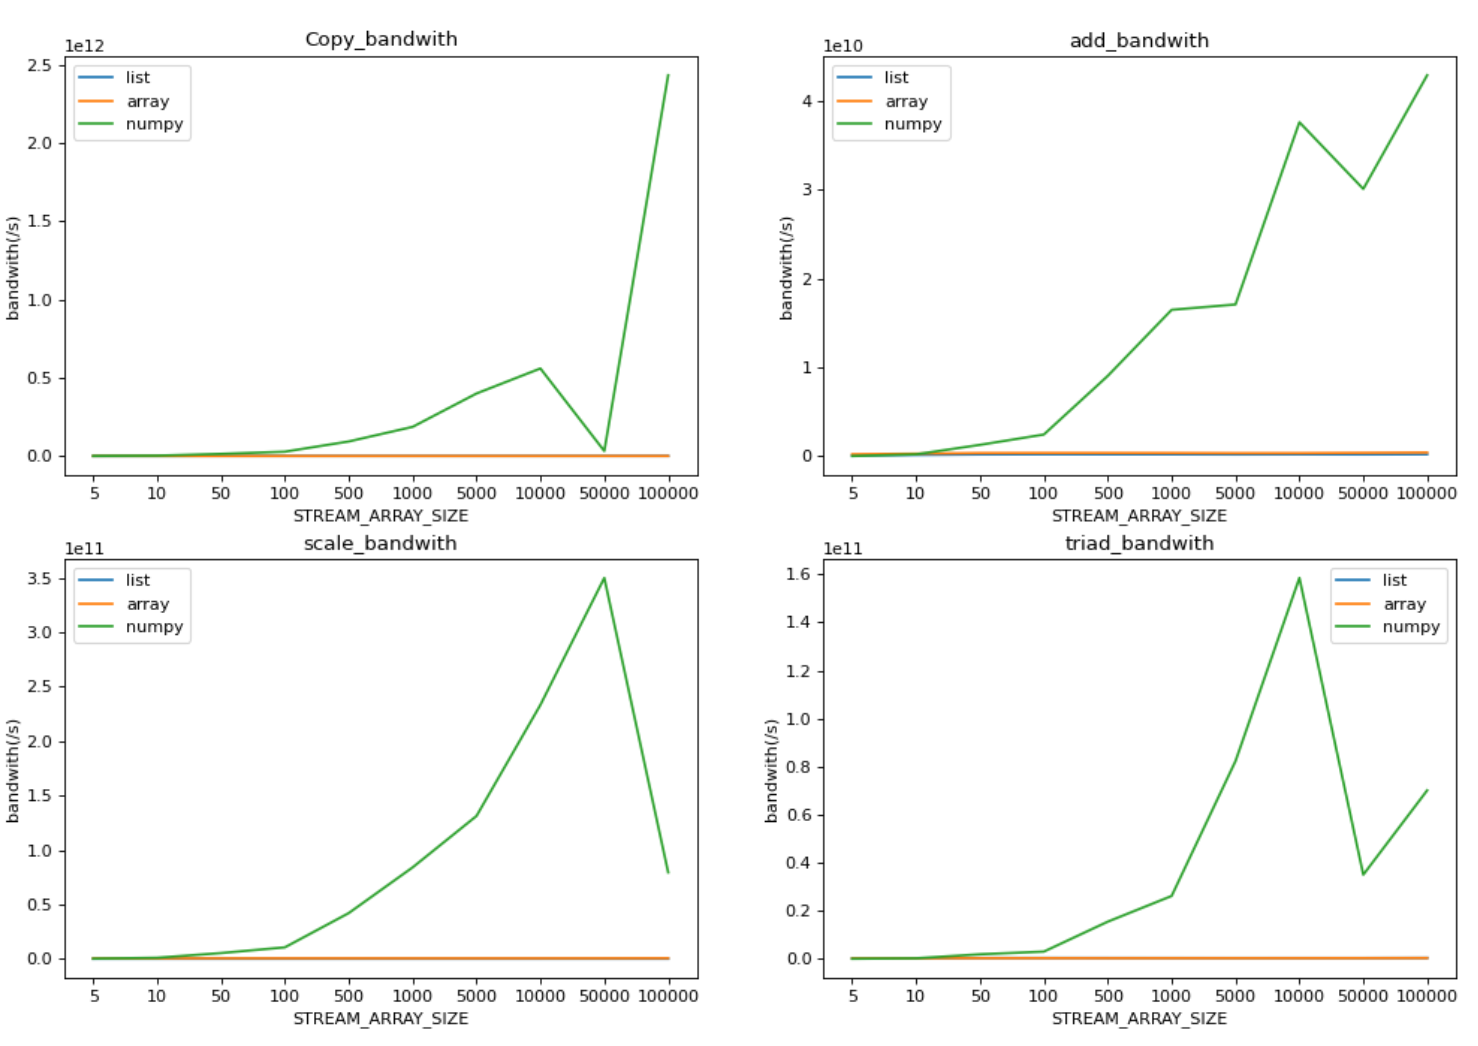 Copy_bandwith
1e12
2.5
2.0
1.5
1.0
0.5
0.0
bandwith(/s)
list
array
numpy
5 10 50 100 500 1000 5000 10000 50000 100000
STREAM_ARRAY_SIZE
add_bandwith
1e10
4
3
2
1
0
bandwith(/s)
list
array
numpy
5 10 50 100 500 1000 5000 10000 50000 100000
STREAM_ARRAY_SIZE
scale_bandwith
1e11
3.5
3.0
2.5
2.0
1.5
1.0
0.5
0.0
bandwith(/s)
list
array
numpy
5 10 50 100 500 1000 5000 10000 50000 100000
STREAM_ARRAY_SIZE
triad_bandwith
1e11
1.6
1.4
1.2
1.0
0.8
0.6
0.4
0.2
0.0
bandwith(/s)
list
array
numpy
5 10 50 100 500 1000 5000 10000 50000 100000
STREAM_ARRAY_SIZE